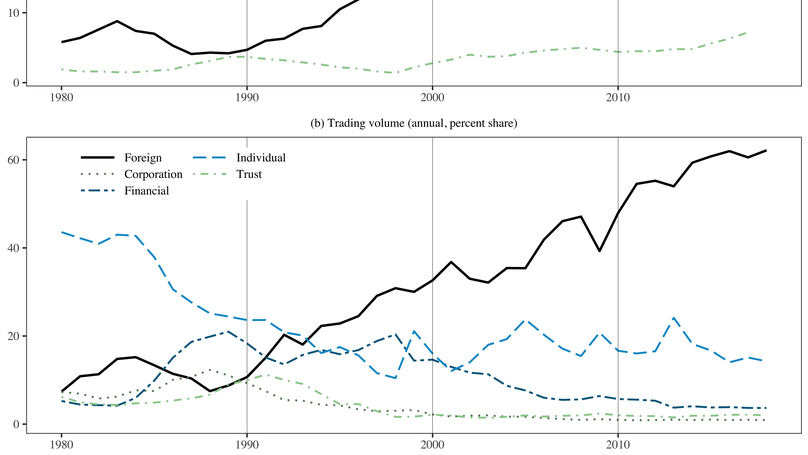 10
0
1980 1990 2000 2010
(b) Trading volume (annual, percent share)
60
Foreign Individual
Corporation Trust
Financial
40
20
0
1980 1990 2000 2010